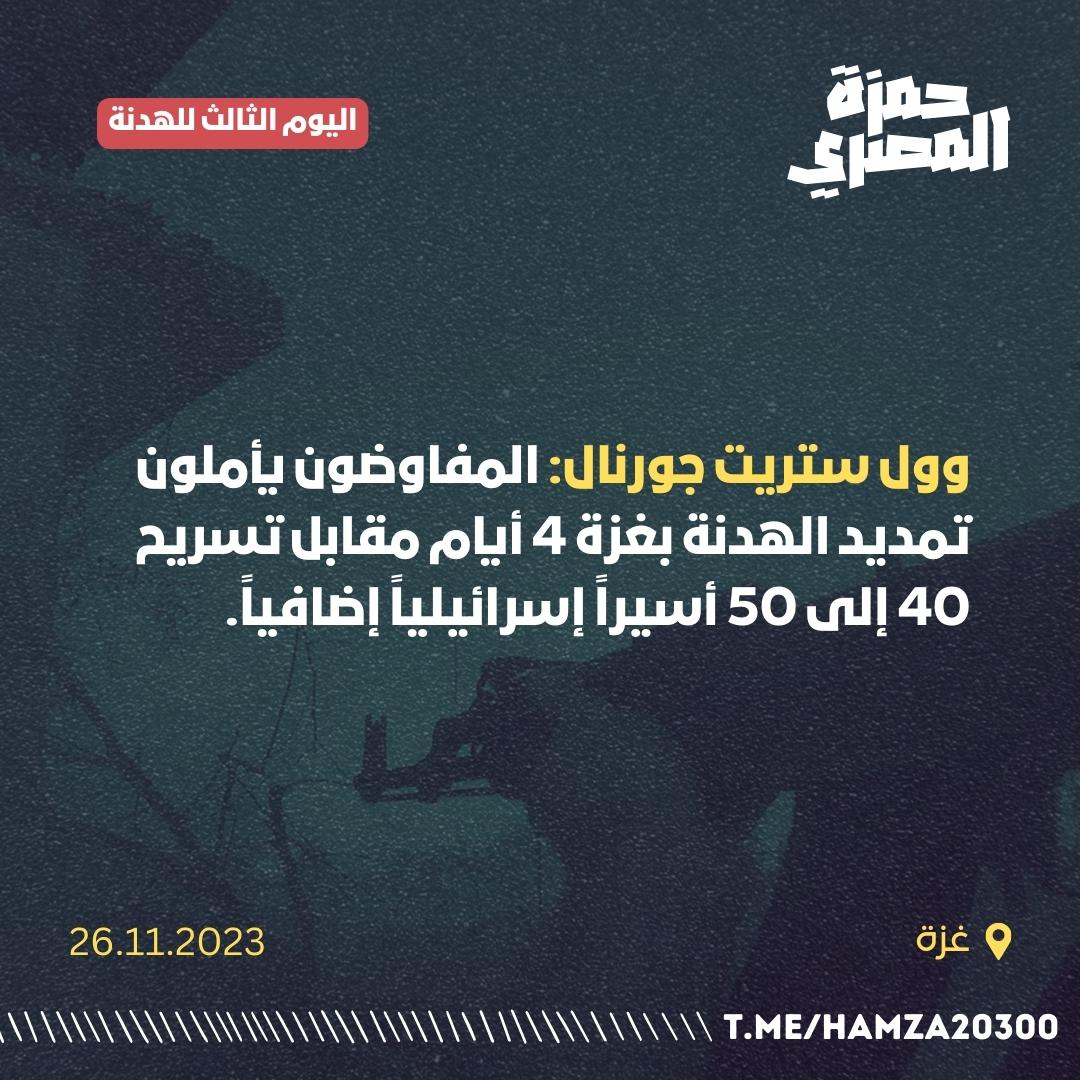 حمزة
المصري
اليوم الثالث للهدنة
وول ستريت جورنال: المفاوضون يأملون
تمديد الهدنة بغزة 4 أيام مقابل تسريح
40 إلى 50 أسيراً إسرائيلياً إضافياً.
غزة
26.11.2023
T.ME/HAMZA20300